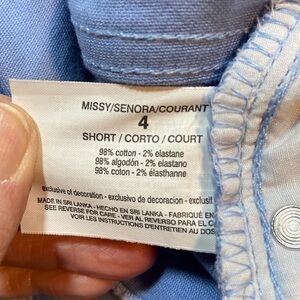 MISSY/SENORA/COURANT
4
SHORT / CORTO / COURT
98% cotton - 2% elastane
98% algodón - 2% elastano
98% coton - 2% élasthanne
exclusive of decoration - exclusivo de decoracion - exclusif
MADE IN SRI LANKA - HECHO EN SRI LANKA - FABRIQUÉ EN
SEE REVERSE FOR CARE - VER AL REVERSO PARA EL
VOIR LES INSTRUCTIONS D'ENTRETIEN AU DOS